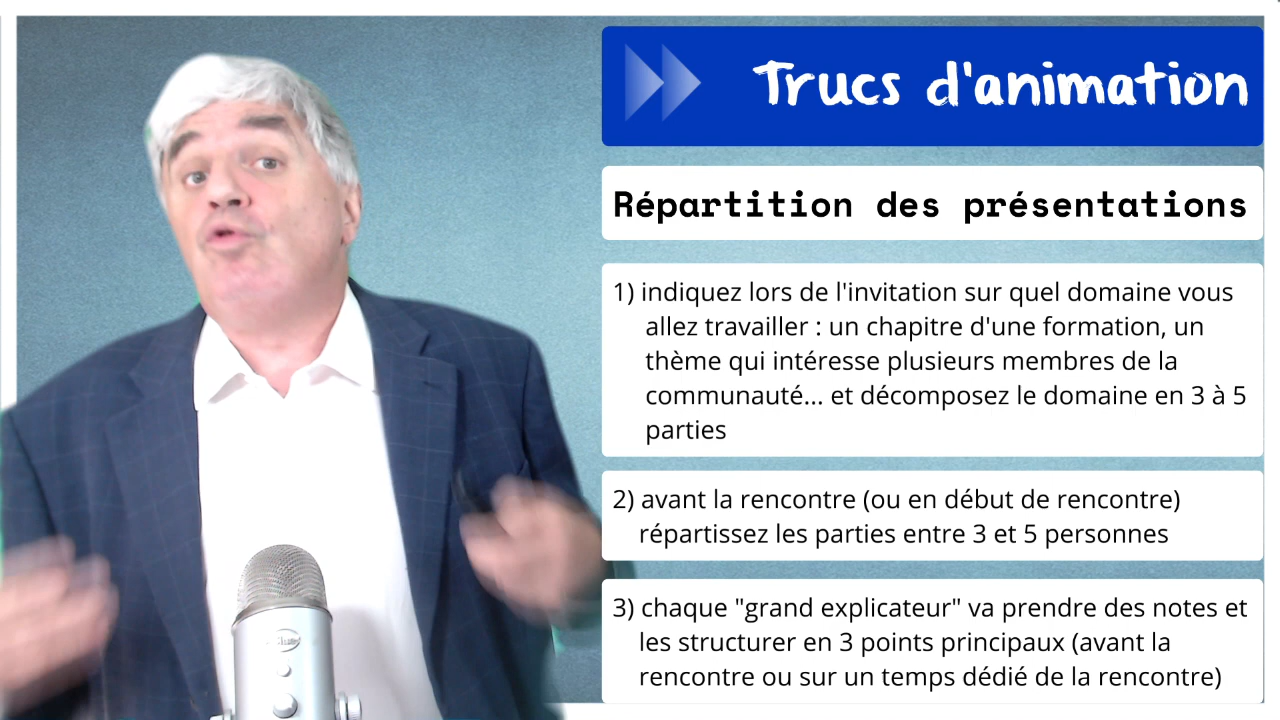 Trucs d'animation
Répartition des présentations
1) indiquez lors de l'invitation sur quel domaine vous
allez travailler : un chapitre d'une formation, un
thème qui intéresse plusieurs membres de la
communauté... et décomposez le domaine en 3 à 5
parties
2) avant la rencontre (ou en début de rencontre)
répartissez les parties entre 3 et 5 personnes
3) chaque "grand explicateur" va prendre des notes et
les structurer en 3 points principaux (avant la
rencontre ou sur un temps dédié de la rencontre)